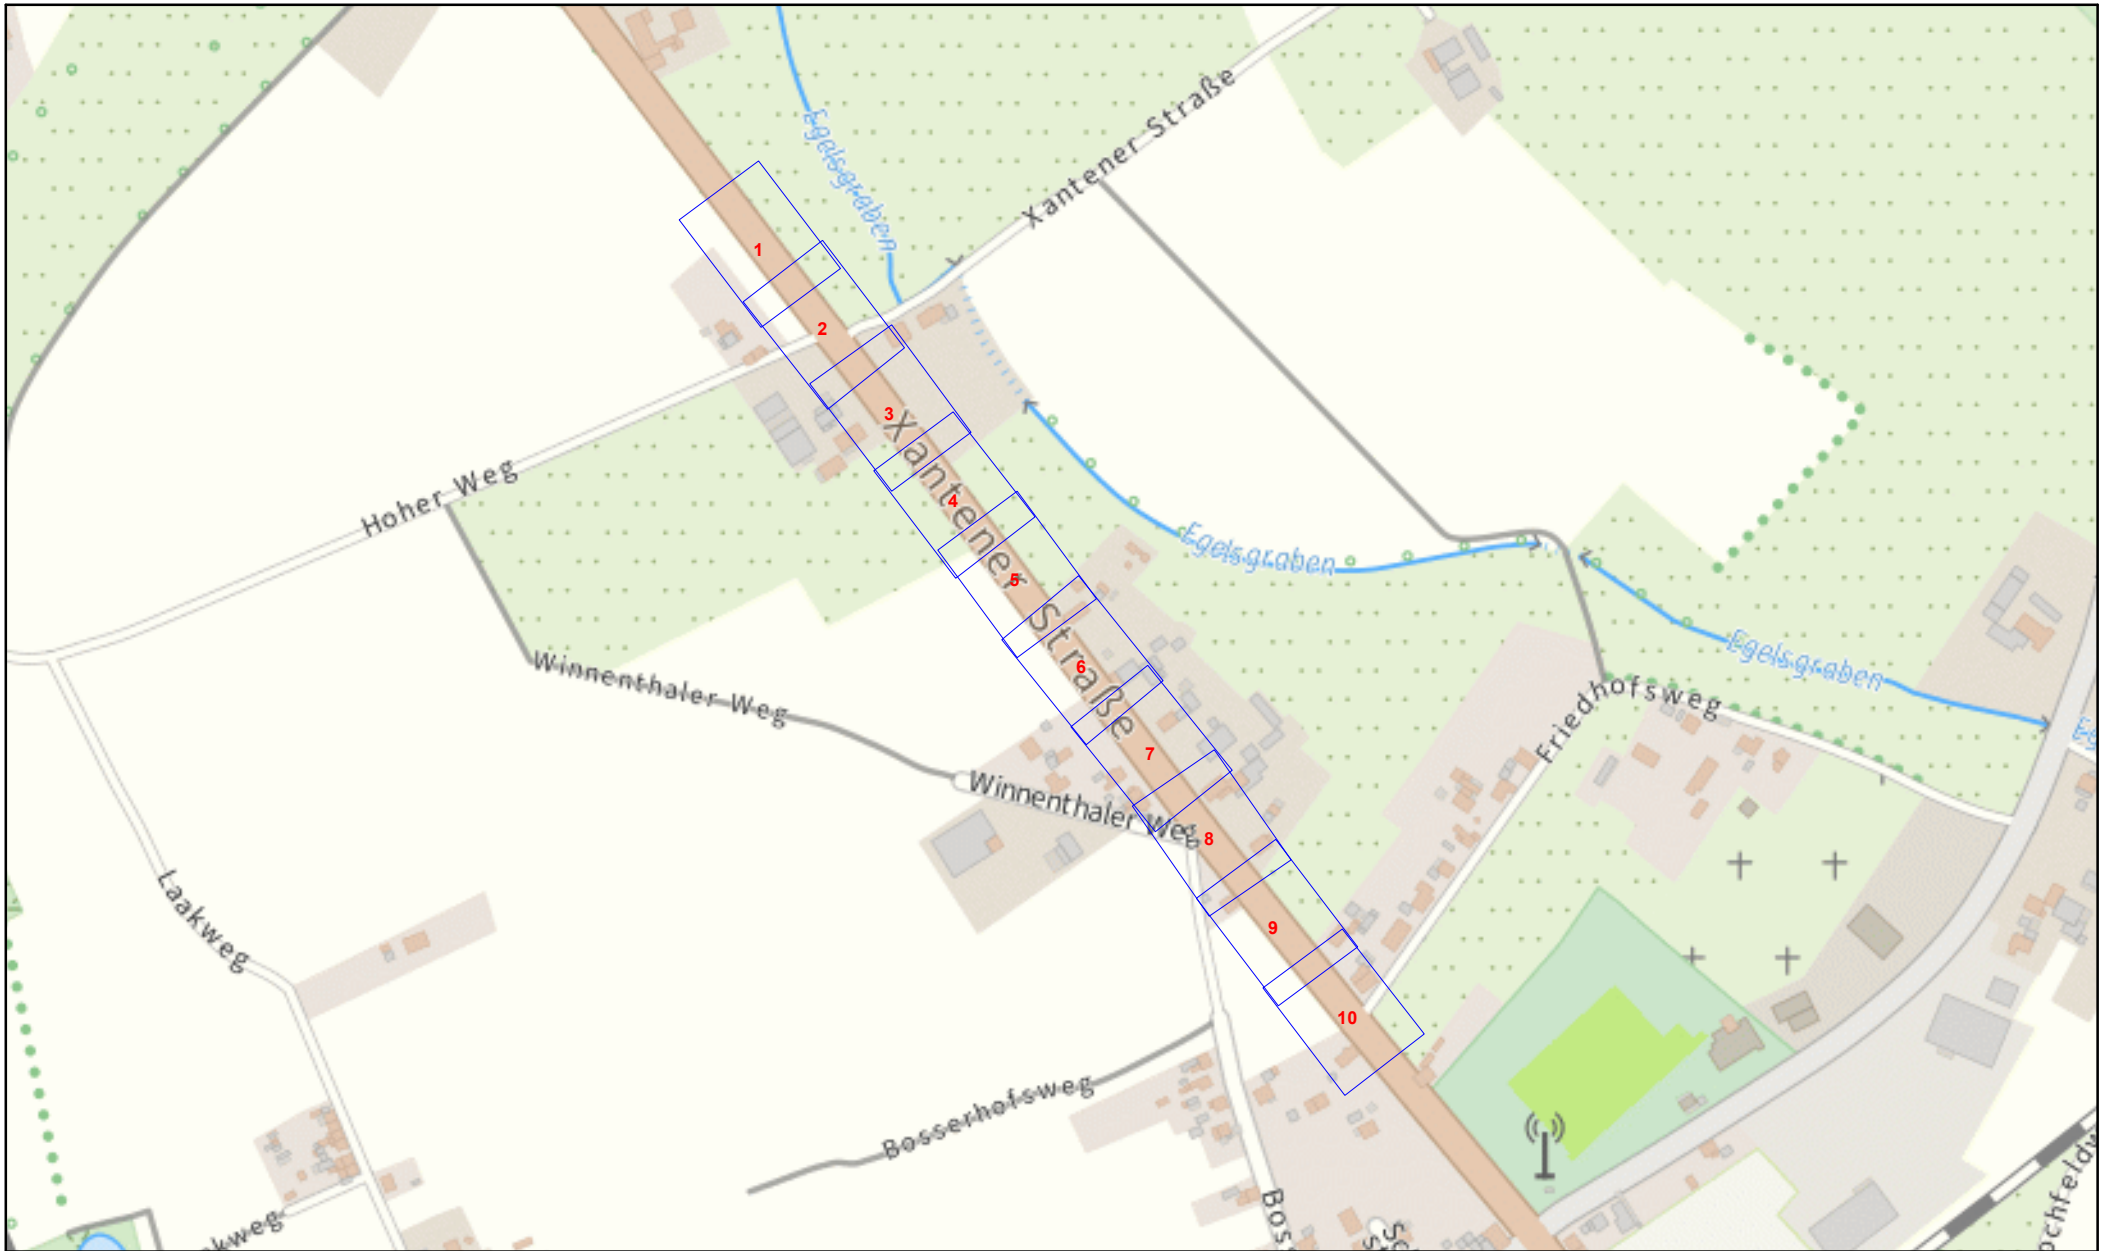 Egelsgraben
Xantener Straße
1
2
3
Xantener Straße
4
5
6
7
8
9
10
Hoher Weg
Egelsgraben
Egelsgraben
Winnenthaler Weg
Winnenthaler Weg
Friedhofsweg
Laakweg
Bosserhofsweg